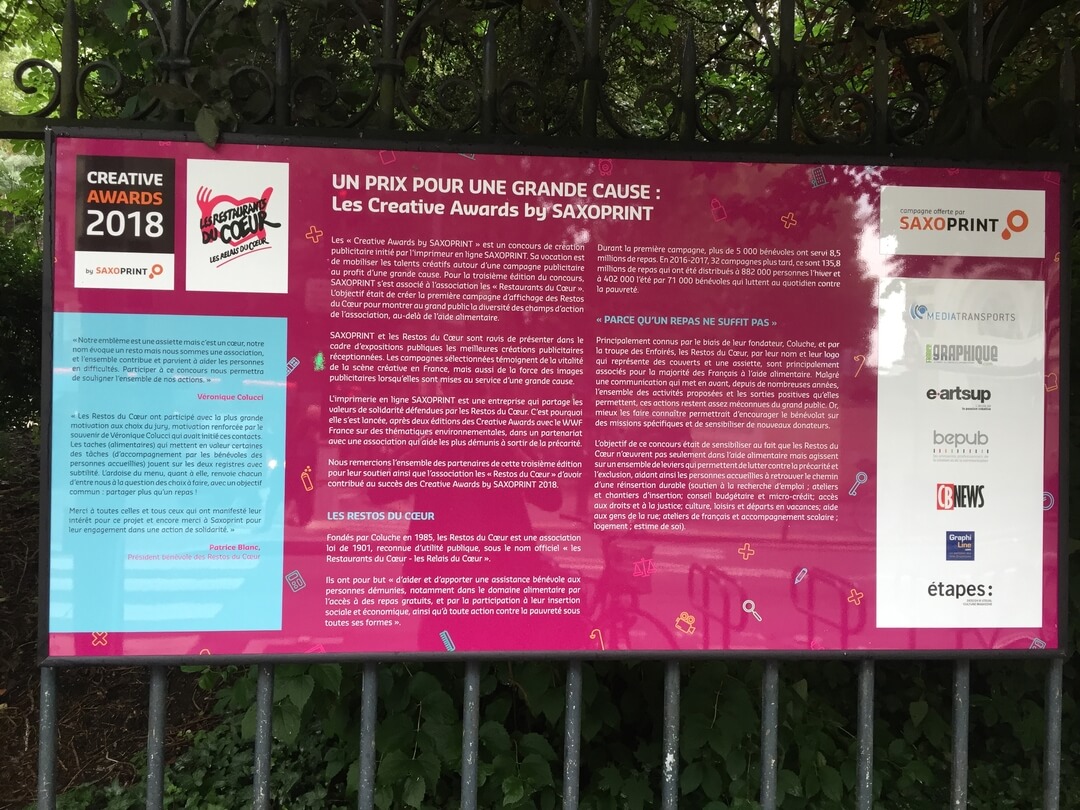 CREATIVE
AWARDS
2018
by SAXOPRINT
LES RESTAURANTS
DU CŒUR
LES RELAIS DU CŒUR
« Notre emblème est une assiette mais c'est un cœur, notre
nom évoque un resto mais nous sommes une association,
et l'ensemble contribue et parvient à aider les personnes
en difficultés. Participer à ce concours nous permettra
de souligner l'ensemble de nos actions. »
Véronique Colucci
« Les Restos du Cœur ont participé avec la plus grande
motivation aux choix du jury, motivation renforcée par le
souvenir de Véronique Colucci qui avait initié ces contacts.
Les taches (alimentaires) qui mettent en valeur certaines
des tâches (d'accompagnement par les bénévoles des
personnes accueillies) jouent sur les deux registres avec
subtilité. L'ardoise du menu, quant à elle, renvoie chacun
d'entre nous à la question des choix à faire, avec un objectif
commun : partager plus qu'un repas !
Merci à toutes celles et tous ceux qui ont manifesté leur
intérêt pour ce projet et encore merci à Saxoprint pour
leur engagement dans une action de solidarité. »
Patrice Blanc,
Président bénévole des Restos du Cœur
UN PRIX POUR UNE GRANDE CAUSE :
Les Creative Awards by SAXOPRINT
Les « Creative Awards by SAXOPRINT » est un concours de création
publicitaire initié par l'imprimeur en ligne SAXOPRINT. Sa vocation est
de mobiliser les talents créatifs autour d'une campagne publicitaire
au profit d'une grande cause. Pour la troisième édition du concours,
SAXOPRINT s'est associé à l'association les « Restaurants du Cœur ».
L'objectif était de créer la première campagne d'affichage des Restos
du Cœur pour montrer au grand public la diversité des champs d'action
de l'association, au-delà de l'aide alimentaire.
SAXOPRINT et les Restos du Cœur sont ravis de présenter dans le
cadre d'expositions publiques les meilleures créations publicitaires
réceptionnées. Les campagnes sélectionnées témoignent de la vitalité
de la scène créative en France, mais aussi de la force des images
publicitaires lorsqu'elles sont mises au service d'une grande cause.
L'imprimerie en ligne SAXOPRINT est une entreprise qui partage les
valeurs de solidarité défendues par les Restos du Cœur. C'est pourquoi
elle s'est lancée, après deux éditions des Creative Awards avec le WWF
France sur des thématiques environnementales, dans un partenariat
avec une association qui aide les plus démunis à sortir de la précarité.
Nous remercions l'ensemble des partenaires de cette troisième édition
pour leur soutien ainsi que l'association les « Restos du Cœur » d'avoir
contribué au succès des Creative Awards by SAXOPRINT 2018.
LES RESTOS DU CŒUR
Fondés par Coluche en 1985, les Restos du Cœur est une association
loi de 1901, reconnue d'utilité publique, sous le nom officiel « les
Restaurants du Cœur – les Relais du Cœur ».
Ils ont pour but « d'aider et d'apporter une assistance bénévole aux
personnes démunies, notamment dans le domaine alimentaire par
l'accès à des repas gratuits, et par la participation à leur insertion
sociale et économique, ainsi qu'à toute action contre la pauvreté sous
toutes ses formes ».
Durant la première campagne, plus de 5 000 bénévoles ont servi 8,5
millions de repas. En 2016-2017, 32 campagnes plus tard, ce sont 135,8
millions de repas qui ont été distribués à 882 000 personnes l'hiver et
à 402 000 l'été par 71 000 bénévoles qui luttent au quotidien contre
la pauvreté.
« PARCE QU'UN REPAS NE SUFFIT PAS »
Principalement connus par le biais de leur fondateur, Coluche, et par
la troupe des Enfoirés, les Restos du Cœur, par leur nom et leur logo
qui représente des couverts et une assiette, sont principalement
associés pour la majorité des Français à l'aide alimentaire. Malgré
une communication qui met en avant, depuis de nombreuses années,
l'ensemble des activités proposées et les sorties positives qu'elles
permettent, ces actions restent assez méconnues du grand public. Or,
mieux les faire connaître permettrait d'encourager le bénévolat sur
des missions spécifiques et de sensibiliser de nouveaux donateurs.
L'objectif de ce concours était de sensibiliser au fait que les Restos du
Cœur n'œuvrent pas seulement dans l'aide alimentaire mais agissent
sur un ensemble de leviers qui permettent de lutter contre la précarité et
l'exclusion, aidant ainsi les personnes accueillies à retrouver le chemin
d'une réinsertion durable (soutien à la recherche d'emploi ; ateliers
et chantiers d'insertion; conseil budgétaire et micro-crédit; accès
aux droits et à la justice; culture, loisirs et départs en vacances; aide
aux gens de la rue; ateliers de français et accompagnement scolaire ;
logement ; estime de soi).
campagne offerte par
SAXOPRINT
MEDIATRANSPORTS
GRAPHIQUE
e·artsup
bepub
CBNEWS
Graphi
Line
étapes: